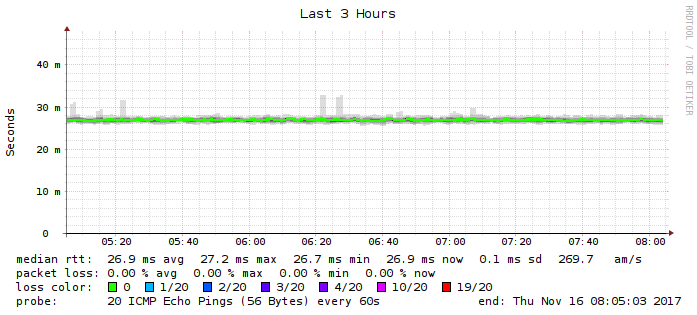 Last 3 Hours
RRDTOOL / TOBI OETIKER
Seconds
40 m
30 m
20 m
10 m
0
05:20 05:40 06:00 06:20 06:40 07:00 07:20 07:40 08:00
median rtt: 26.9 ms avg 27.2 ms max 26.7 ms min 26.9 ms now 0.1 ms sd 269.7 am/s
packet loss: 0.00 % avg 0.00 % max 0.00 % min 0.00 % now
loss color: 0 1/20 2/20 3/20 4/20 10/20 19/20
probe: 20 ICMP Echo Pings (56 Bytes) every 60s end: Thu Nov 16 08:05:03 2017